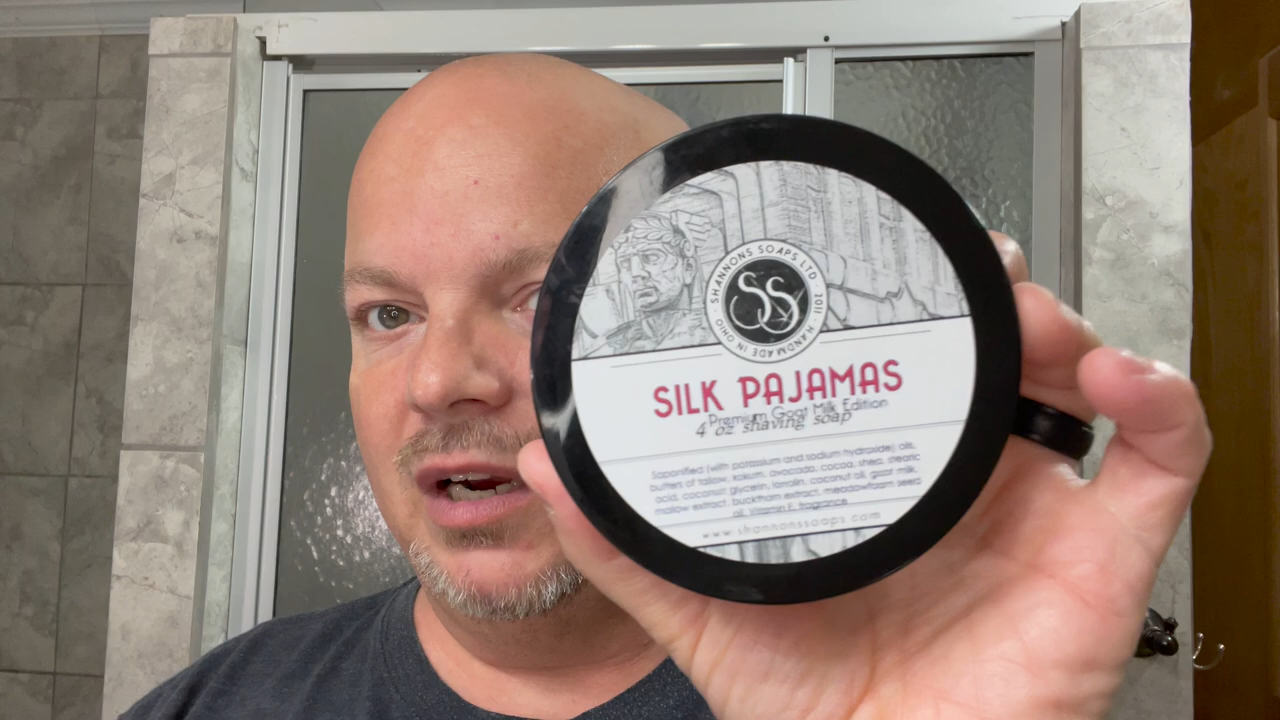 SHANNONS SOAPS LTD · 2011 HANDMADE IN OHIO ·
SS
SILK PAJAMAS
Premium Goat Milk Edition
4 oz shaving soap
Saponified (with potassium and sodium hydroxide) oils,
butters of tallow, kokum, avocado, cocoa, shea, stearic
acid, coconut glycerin, lanolin, coconut oil, goat milk,
mallow extract, buckthorn extract, meadowfoam seed
oil, Vitamin E, fragrance
www.shannonssoaps.com